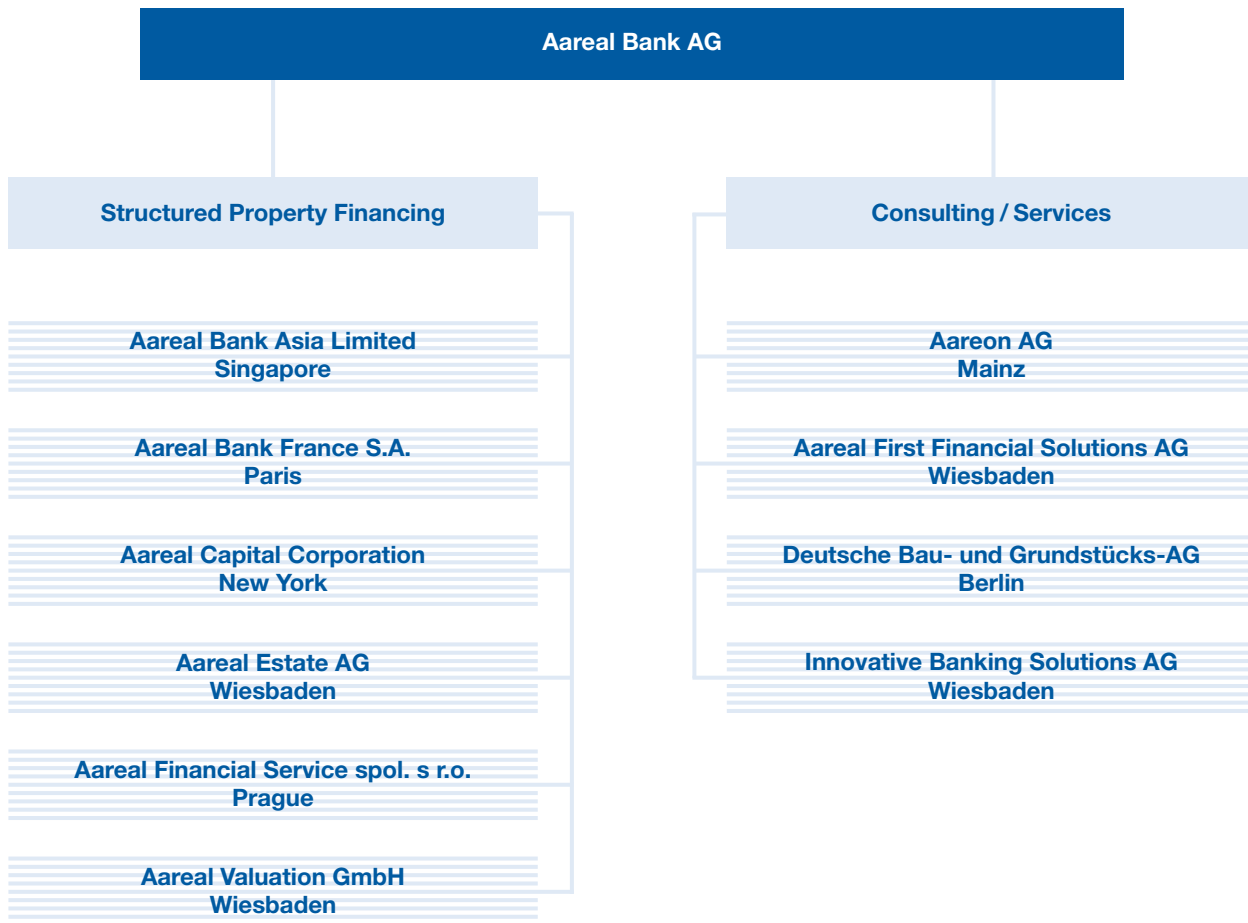 Aareal Bank AG
Structured Property Financing
Aareal Bank Asia Limited
Singapore
Aareal Bank France S.A.
Paris
Aareal Capital Corporation
New York
Aareal Estate AG
Wiesbaden
Aareal Financial Service spol. s r.o.
Prague
Aareal Valuation GmbH
Wiesbaden
Consulting / Services
Aareon AG
Mainz
Aareal First Financial Solutions AG
Wiesbaden
Deutsche Bau- und Grundstücks-AG
Berlin
Innovative Banking Solutions AG
Wiesbaden